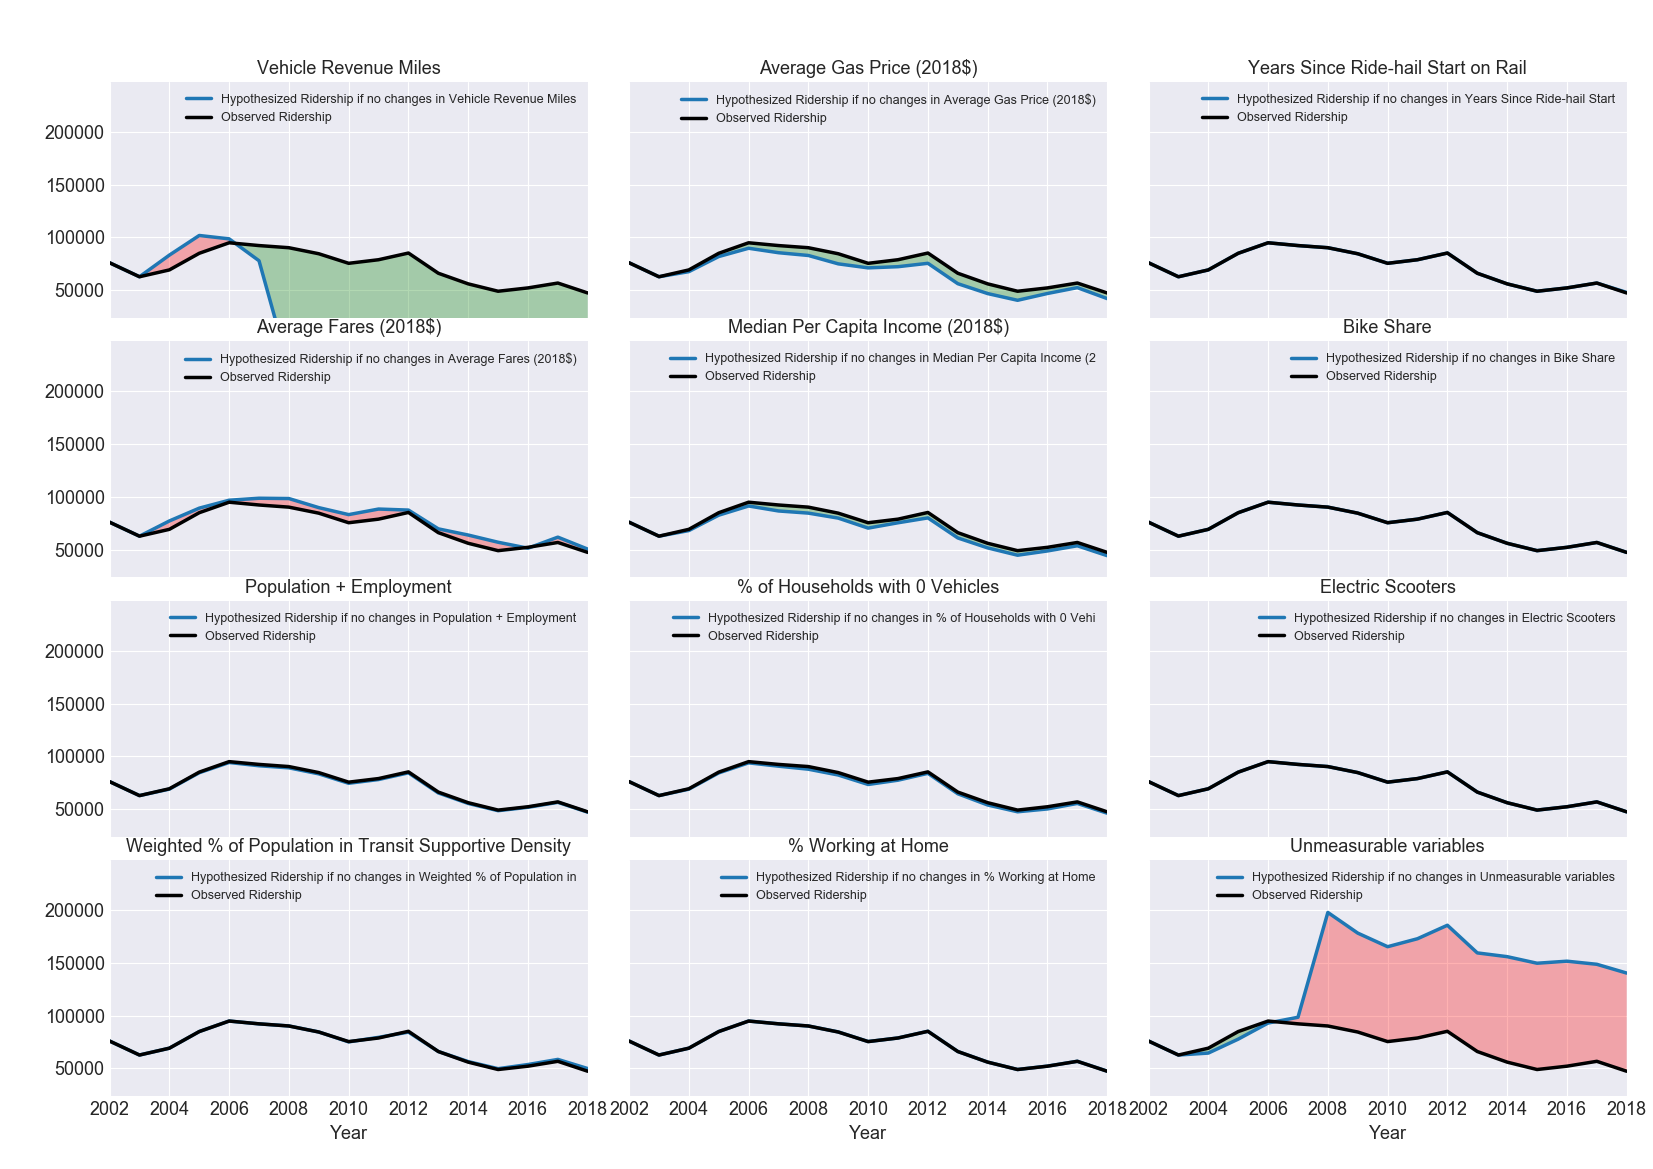 Vehicle Revenue Miles
Hypothesized Ridership if no changes in Vehicle Revenue Miles
Observed Ridership
200000
150000
100000
50000
Average Gas Price (2018$)
Hypothesized Ridership if no changes in Average Gas Price (2018$)
Observed Ridership
Years Since Ride-hail Start on Rail
Hypothesized Ridership if no changes in Years Since Ride-hail Start
Observed Ridership
Average Fares (2018$)
Hypothesized Ridership if no changes in Average Fares (2018$)
Observed Ridership
200000
150000
100000
50000
Median Per Capita Income (2018$)
Hypothesized Ridership if no changes in Median Per Capita Income (2
Observed Ridership
Bike Share
Hypothesized Ridership if no changes in Bike Share
Observed Ridership
Population + Employment
Hypothesized Ridership if no changes in Population + Employment
Observed Ridership
200000
150000
100000
50000
% of Households with 0 Vehicles
Hypothesized Ridership if no changes in % of Households with 0 Vehi
Observed Ridership
Electric Scooters
Hypothesized Ridership if no changes in Electric Scooters
Observed Ridership
Weighted % of Population in Transit Supportive Density
Hypothesized Ridership if no changes in Weighted % of Population in
Observed Ridership
200000
150000
100000
50000
2002 2004 2006 2008 2010 2012 2014 2016 2018
Year
% Working at Home
Hypothesized Ridership if no changes in % Working at Home
Observed Ridership
2002 2004 2006 2008 2010 2012 2014 2016 2018
Year
Unmeasurable variables
Hypothesized Ridership if no changes in Unmeasurable variables
Observed Ridership
2002 2004 2006 2008 2010 2012 2014 2016 2018
Year